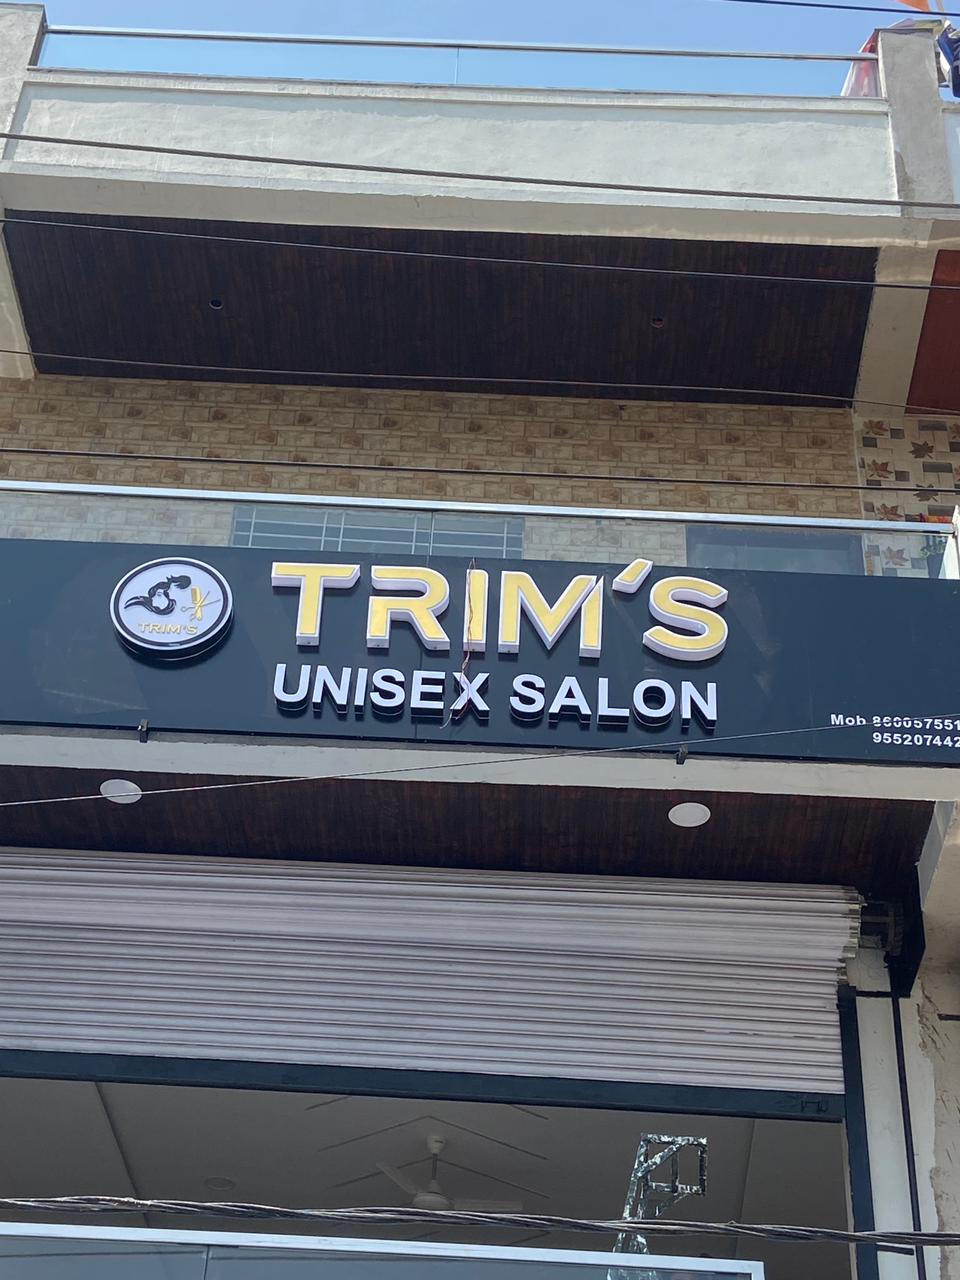 TRIM'S
TRIM'S
UNISEX SALON
Mob 860057551
955207442